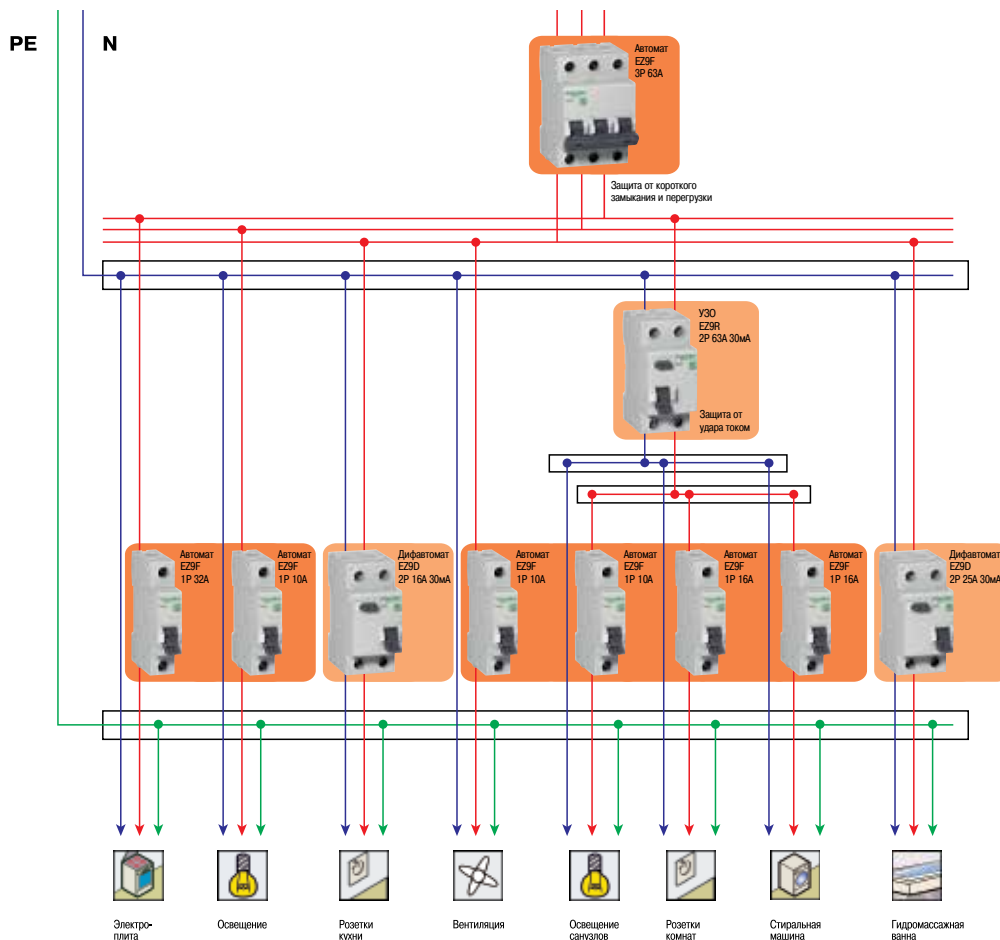 PE
N
Автомат
EZ9F
3P 63A
Защита от короткого
замыкания и перегрузки
УЗО
EZ9R
2P 63A 30мА
Защита от
удара током
Автомат
EZ9F
1P 32A
Автомат
EZ9F
1P 10A
Дифавтомат
EZ9D
2P 16A 30мА
Автомат
EZ9F
1P 10A
Автомат
EZ9F
1P 10A
Автомат
EZ9F
1P 16A
Автомат
EZ9F
1P 16A
Дифавтомат
EZ9D
2P 25A 30мА
Электро-
плита
Освещение
Розетки
кухни
Вентиляция
Освещение
санузлов
Розетки
комнат
Стиральная
машина
Гидромассажная
ванна